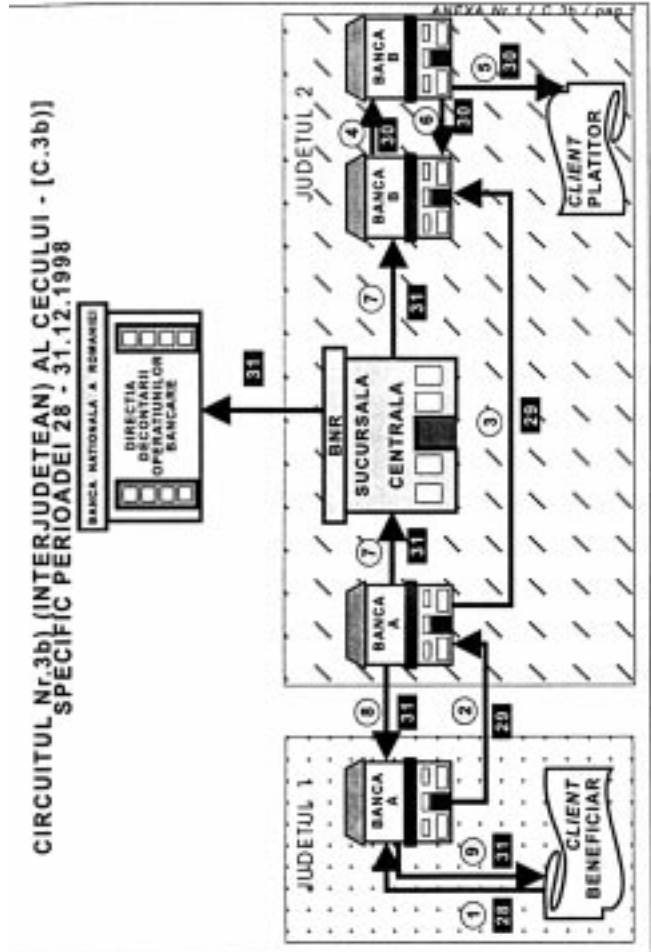 ANEXA Nr.1 / C 3b / pag
CIRCUITUL Nr.3b) (INTERJUDETEAN) AL CECULUI - [C.3b)]
SPECIFIC PERIOADEI 28 - 31.12.1998
BANCA NATIONALA A ROMANIEI
DIRECTIA
DECONTARII
OPERATIUNILOR
BANCARE
31
JUDETUL 1
JUDETUL 2
BANCA
A
8
31
BANCA
A
7
31
BNR
SUCURSALA
CENTRALA
7
31
BANCA
B
4
30
6
30
BANCA
B
5
30
1
28
9
31
2
29
3
29
CLIENT
BENEFICIAR
CLIENT
PLATITOR